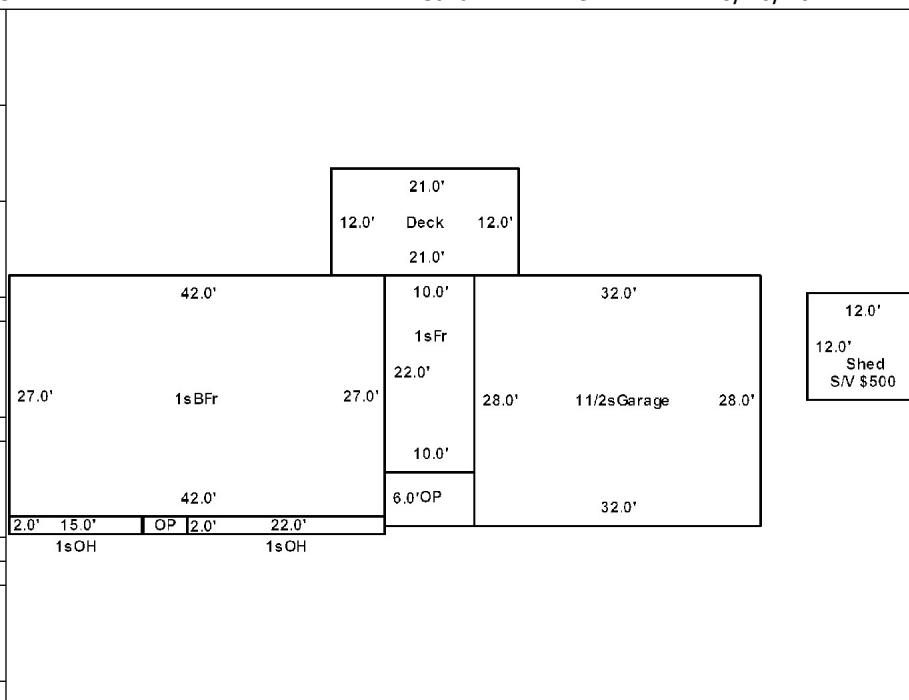 21.0'
12.0' Deck 12.0'
21.0'
42.0' 10.0' 32.0'
12.0'
1sFr
12.0'
Shed
S/V $500
22.0'
27.0' 1sBFr 27.0' 28.0' 11/2sGarage 28.0'
10.0'
42.0' 6.0'OP 32.0'
2.0' 15.0' OP 2.0' 22.0'
1sOH 1sOH